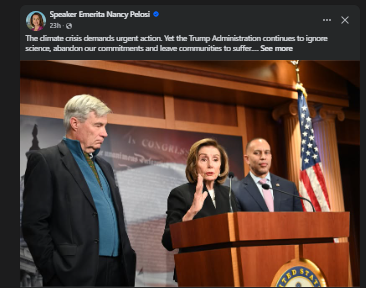 Speaker Emerita Nancy Pelosi
23h ·
The climate crisis demands urgent action. Yet the Trump Administration continues to ignore
science, abandon our commitments and leave communities to suffer.... See more
CONGRESS